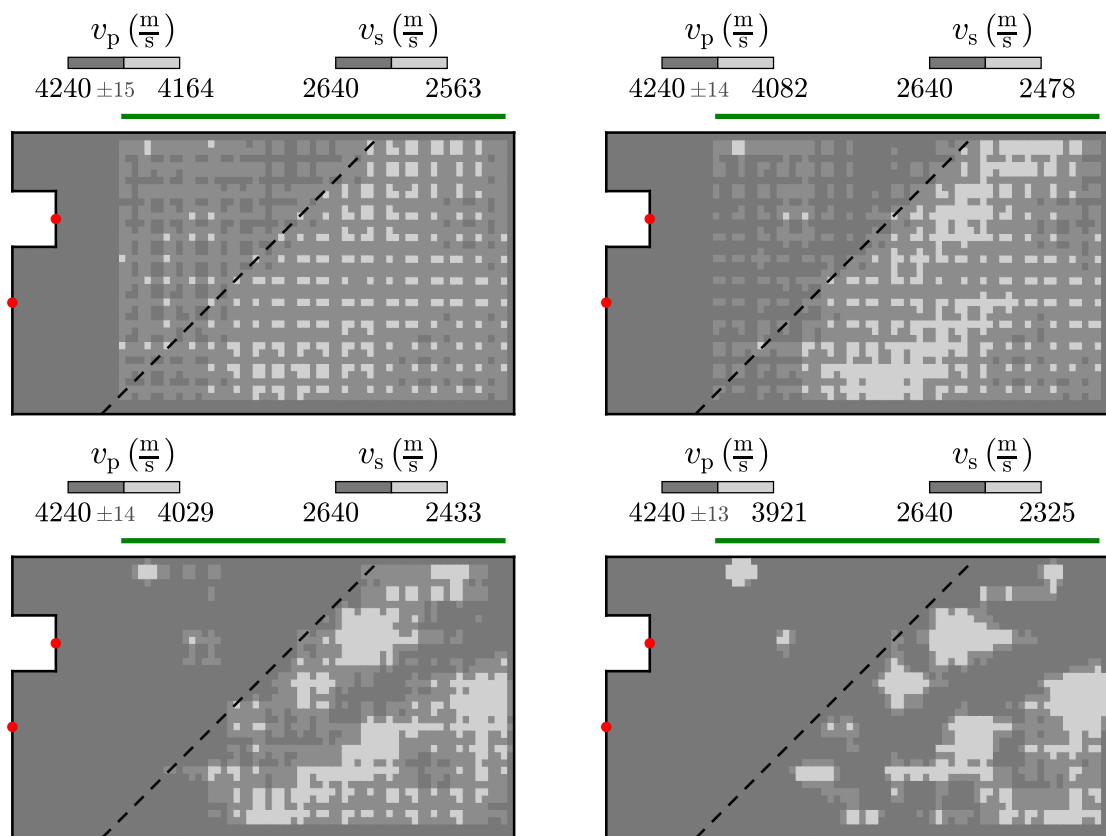 v_p (m/s) v_s (m/s) v_p (m/s) v_s (m/s)
4240 ±15 4164 2640 2563 4240 ±14 4082 2640 2478
v_p (m/s) v_s (m/s) v_p (m/s) v_s (m/s)
4240 ±14 4029 2640 2433 4240 ±13 3921 2640 2325